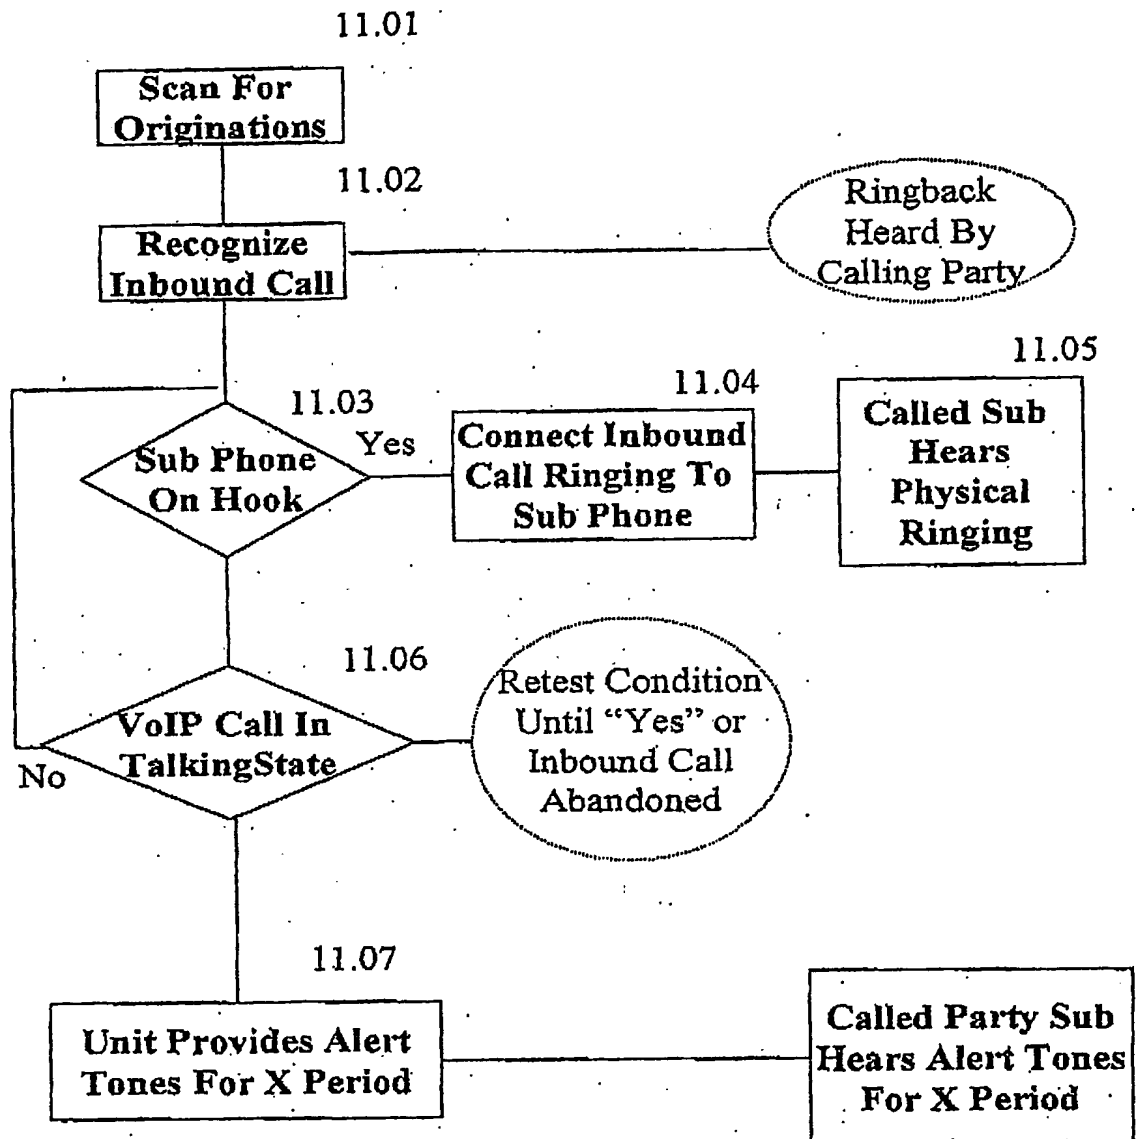 11.01
Scan For
Originations
11.02
Recognize
Inbound Call
Ringback
Heard By
Calling Party
11.03
Sub Phone
On Hook
Yes
11.04
Connect Inbound
Call Ringing To
Sub Phone
11.05
Called Sub
Hears
Physical
Ringing
11.06
VoIP Call In
TalkingState
No
Retest Condition
Until “Yes” or
Inbound Call
Abandoned
11.07
Unit Provides Alert
Tones For X Period
Called Party Sub
Hears Alert Tones
For X Period